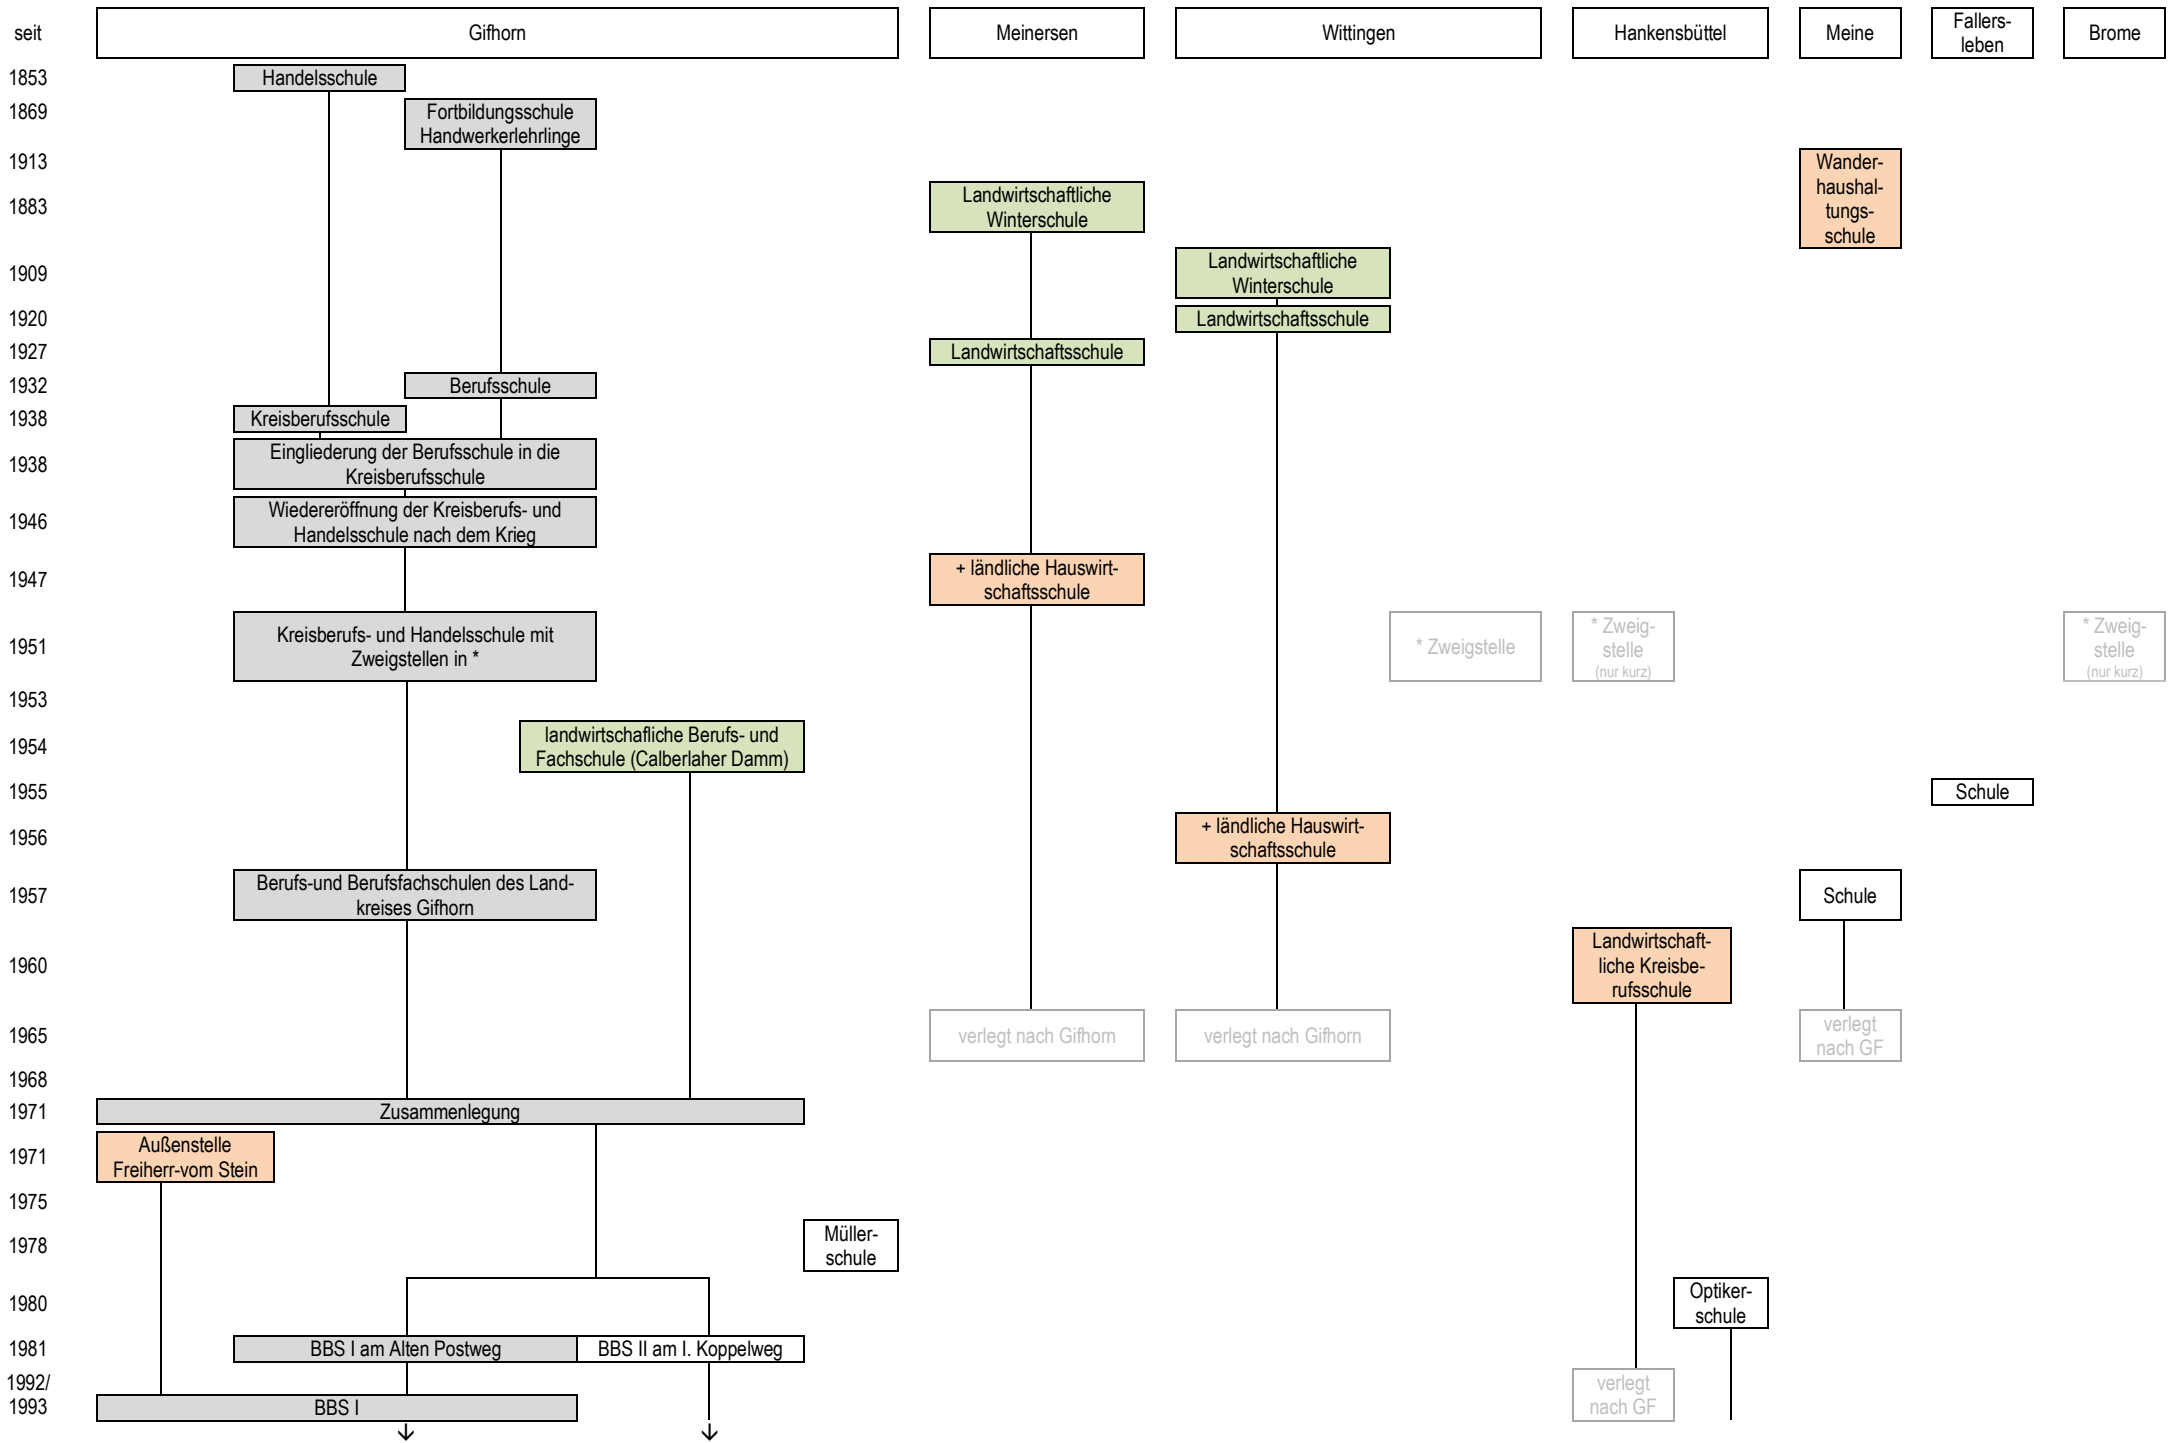 seit
Gifhorn
Meinersen
Wittingen
Hankensbüttel
Meine
Fallers-
leben
Brome
1853
Handelsschule
1869
Fortbildungsschule
Handwerkerlehrlinge
1913
Wander-
haushal-
tungs-
schule
1883
Landwirtschaftliche
Winterschule
1909
Landwirtschaftliche
Winterschule
1920
Landwirtschaftsschule
1927
Landwirtschaftsschule
1932
Berufsschule
1938
Kreisberufsschule
1938
Eingliederung der Berufsschule in die
Kreisberufsschule
1946
Wiedereröffnung der Kreisberufs- und
Handelsschule nach dem Krieg
1947
+ ländliche Hauswirt-
schaftsschule
1951
Kreisberufs- und Handelsschule mit
Zweigstellen in *
* Zweigstelle
* Zweig-
stelle
(nur kurz)
* Zweig-
stelle
(nur kurz)
1953
1954
landwirtschafliche Berufs- und
Fachschule (Calberlaher Damm)
1955
Schule
1956
+ ländliche Hauswirt-
schaftsschule
1957
Berufs-und Berufsfachschulen des Land-
kreises Gifhorn
Schule
1960
Landwirtschaft-
liche Kreisbe-
rufsschule
1965
verlegt nach Gifhorn
verlegt nach Gifhorn
verlegt
nach GF
1968
1971
Zusammenlegung
1971
Außenstelle
Freiherr-vom Stein
1975
1978
Müller-
schule
1980
Optiker-
schule
1981
BBS I am Alten Postweg
BBS II am I. Koppelweg
1992/
1993
BBS I
verlegt
nach GF